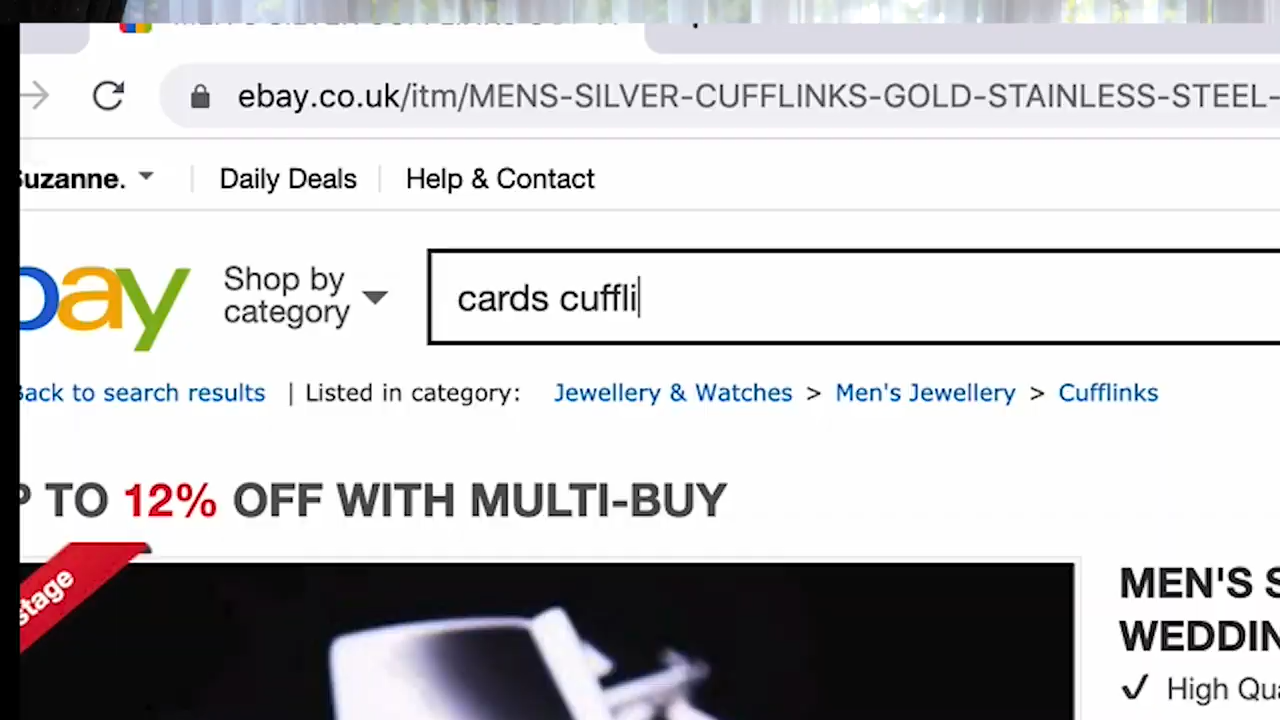 ebay.co.uk/itm/MENS-SILVER-CUFFLINKS-GOLD-STAINLESS-STEEL-
Suzanne.
Daily Deals
Help & Contact
ebay
Shop by
category
cards cuffli
Back to search results | Listed in category: Jewellery & Watches > Men's Jewellery > Cufflinks
P TO 12% OFF WITH MULTI-BUY
stage
MEN'S S
WEDDIN
✓ High Qua